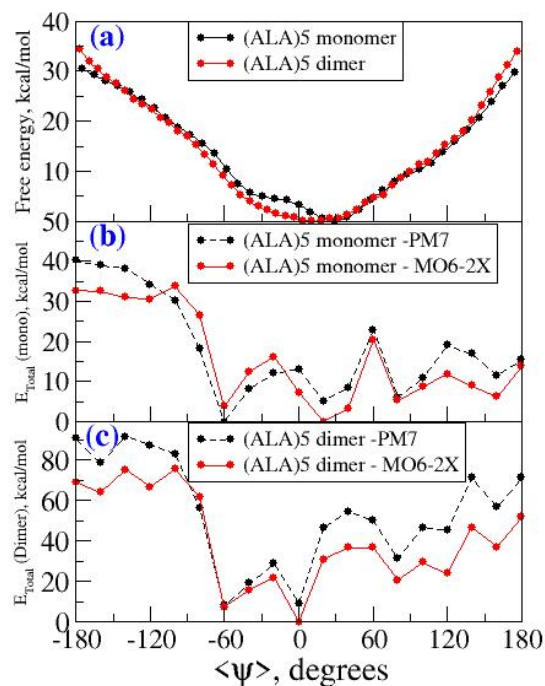 (a)
(ALA)5 monomer
(ALA)5 dimer
Free energy, kcal/mol
40
30
20
10
50
(b)
(ALA)5 monomer -PM7
(ALA)5 monomer - MO6-2X
E_Total (mono), kcal/mol
40
30
20
10
0
(c)
(ALA)5 dimer -PM7
(ALA)5 dimer - MO6-2X
E_Total (Dimer), kcal/mol
80
60
40
20
0
-180 -120 -60 0 60 120 180
<ψ>, degrees